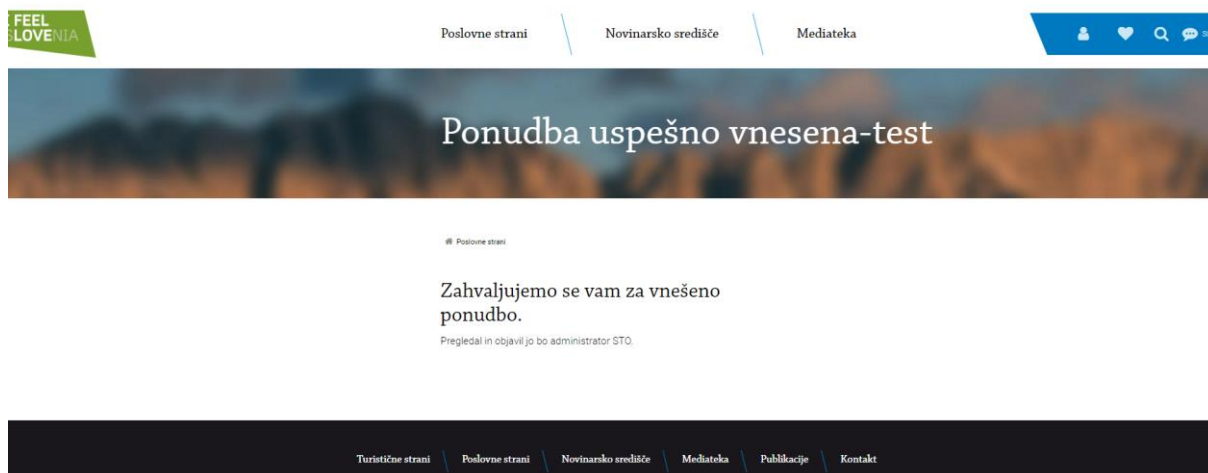 FEEL
SLOVENIA
Poslovne strani Novinarsko središče Mediateka
Ponudba uspešno vnesena-test
Poslovne strani
Zahvaljujemo se vam za vnešeno
ponudbo.
Pregledal in objavil jo bo administrator STO.
Turistične strani Poslovne strani Novinarsko središče Mediateka Publikacije Kontakt